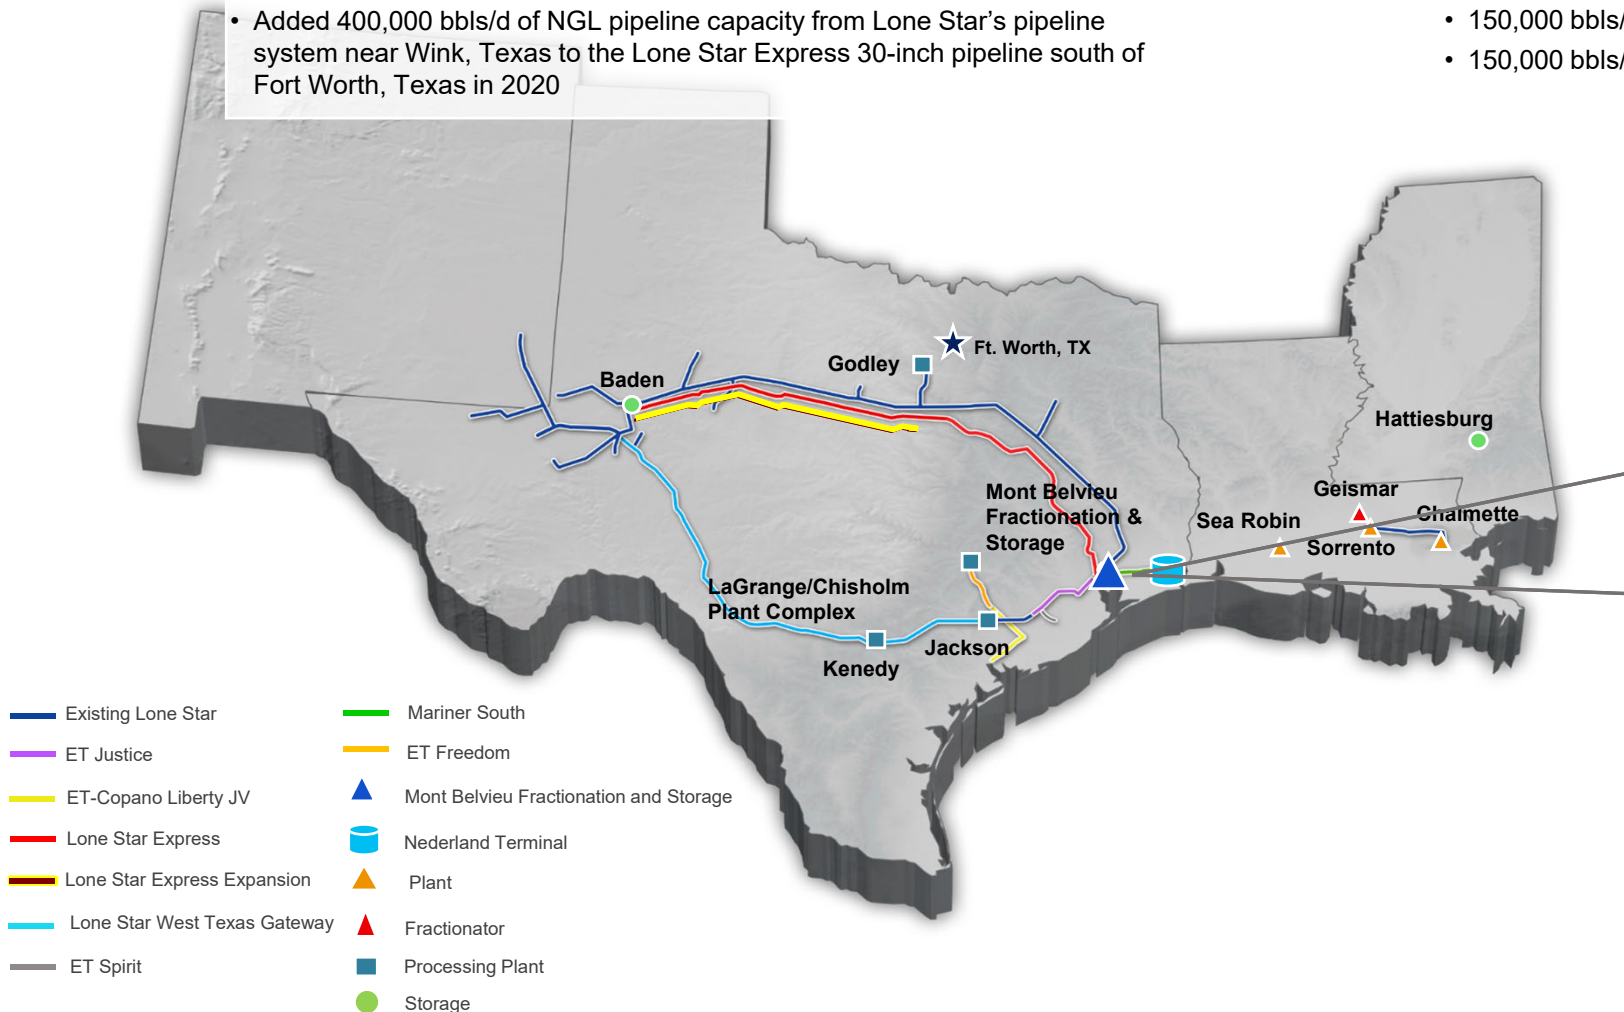 • Added 400,000 bbls/d of NGL pipeline capacity from Lone Star’s pipeline
system near Wink, Texas to the Lone Star Express 30-inch pipeline south of
Fort Worth, Texas in 2020
• 150,000 bbls/
• 150,000 bbls/
Ft. Worth, TX
Godley
Baden
Hattiesburg
Geismar
Mont Belvieu
Fractionation &
Storage
Chalmette
Sea Robin
Sorrento
LaGrange/Chisholm
Plant Complex
Jackson
Kenedy
Existing Lone Star
ET Justice
ET-Copano Liberty JV
Lone Star Express
Lone Star Express Expansion
Lone Star West Texas Gateway
ET Spirit
Mariner South
ET Freedom
Mont Belvieu Fractionation and Storage
Nederland Terminal
Plant
Fractionator
Processing Plant
Storage